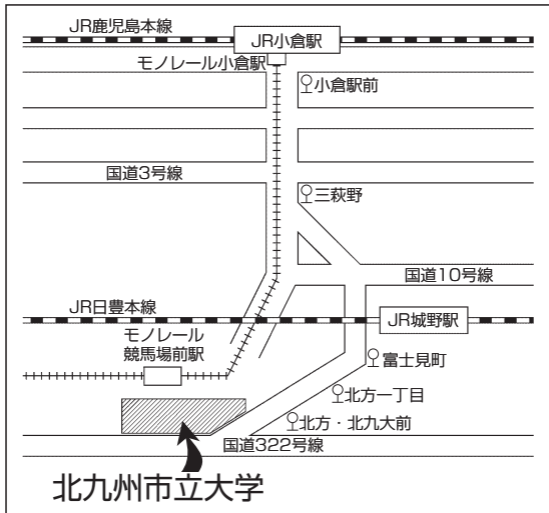 JR鹿児島本線
JR小倉駅
モノレール小倉駅
小倉駅前
国道3号線
三萩野
国道10号線
JR日豊本線
JR城野駅
モノレール
競馬場前駅
富士見町
北方一丁目
北方・北九大前
国道322号線
北九州市立大学